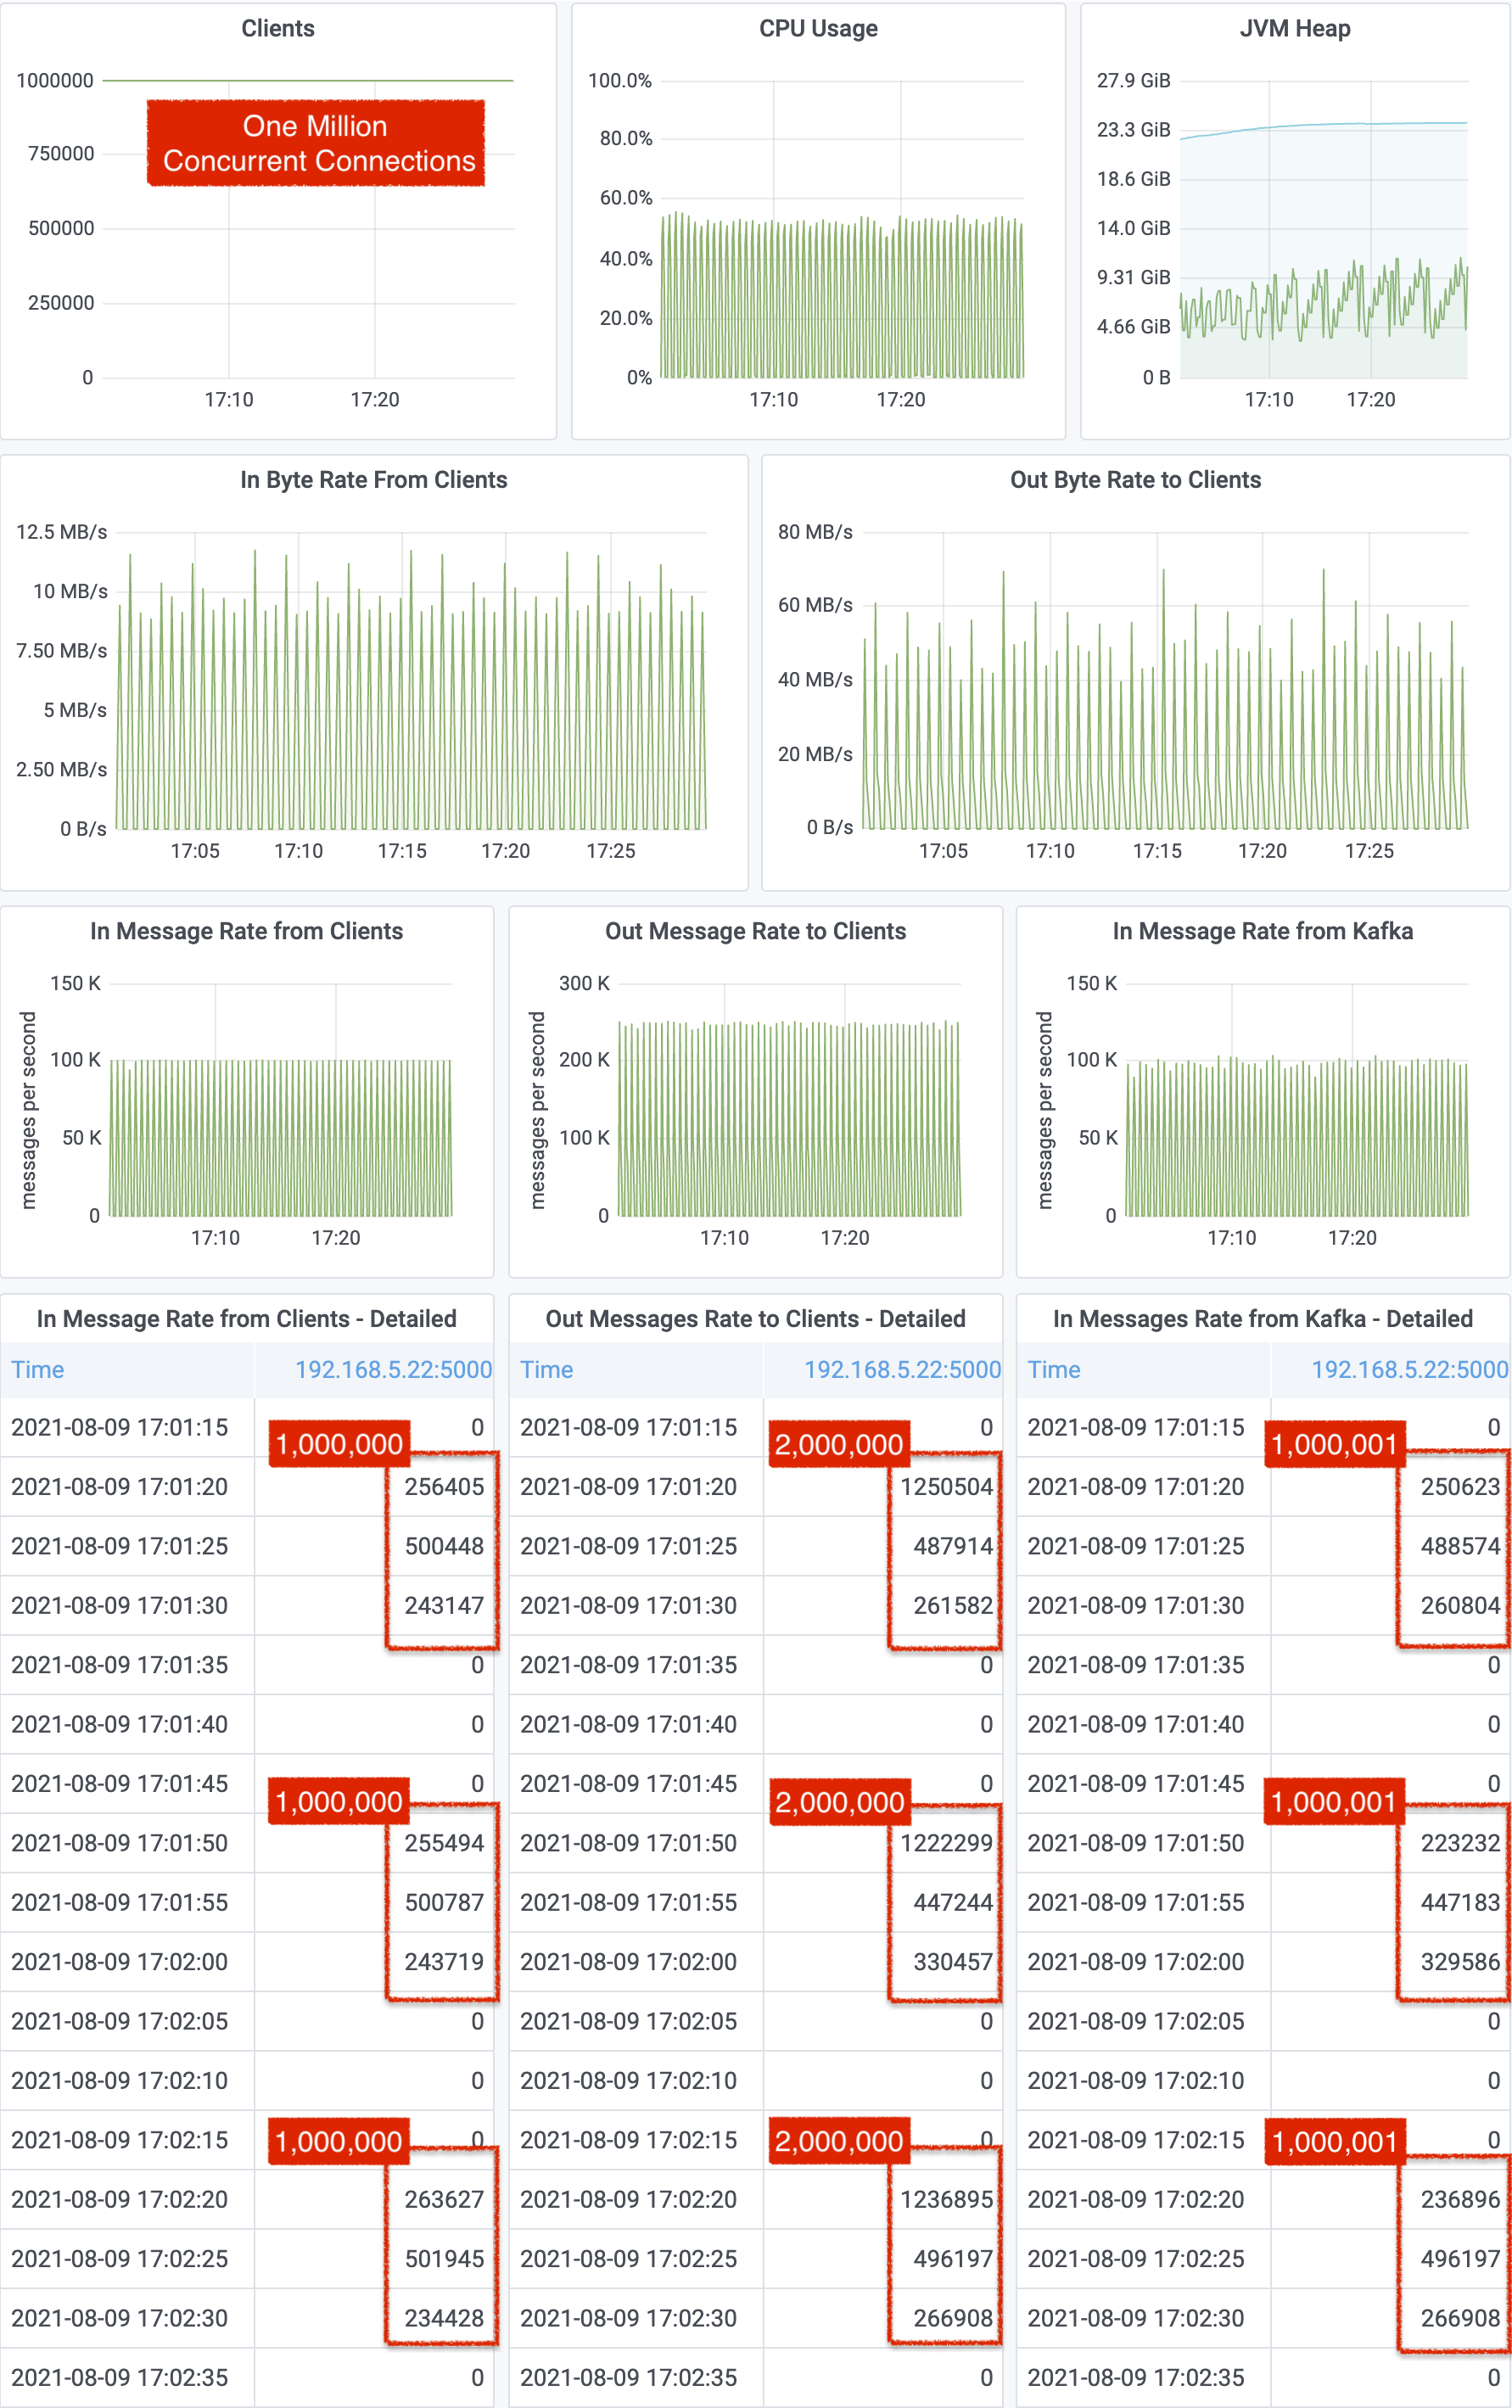 Clients
1000000
750000
500000
250000
0
17:10 17:20
One Million
Concurrent Connections
CPU Usage
100.0%
80.0%
60.0%
40.0%
20.0%
0%
17:10 17:20
JVM Heap
27.9 GiB
23.3 GiB
18.6 GiB
14.0 GiB
9.31 GiB
4.66 GiB
0 B
17:10 17:20
In Byte Rate From Clients
12.5 MB/s
10 MB/s
7.50 MB/s
5 MB/s
2.50 MB/s
0 B/s
17:05 17:10 17:15 17:20 17:25
Out Byte Rate to Clients
80 MB/s
60 MB/s
40 MB/s
20 MB/s
0 B/s
17:05 17:10 17:15 17:20 17:25
In Message Rate from Clients
messages per second
150 K
100 K
50 K
0
17:10 17:20
Out Message Rate to Clients
messages per second
300 K
200 K
100 K
0
17:10 17:20
In Message Rate from Kafka
messages per second
150 K
100 K
50 K
0
17:10 17:20
In Message Rate from Clients - Detailed
Time 192.168.5.22:5000
2021-08-09 17:01:15 0
1,000,000
2021-08-09 17:01:20 256405
2021-08-09 17:01:25 500448
2021-08-09 17:01:30 243147
2021-08-09 17:01:35 0
2021-08-09 17:01:40 0
2021-08-09 17:01:45 0
1,000,000
2021-08-09 17:01:50 255494
2021-08-09 17:01:55 500787
2021-08-09 17:02:00 243719
2021-08-09 17:02:05 0
2021-08-09 17:02:10 0
2021-08-09 17:02:15 0
1,000,000
2021-08-09 17:02:20 263627
2021-08-09 17:02:25 501945
2021-08-09 17:02:30 234428
2021-08-09 17:02:35 0
Out Messages Rate to Clients - Detailed
Time 192.168.5.22:5000
2021-08-09 17:01:15 0
2,000,000
2021-08-09 17:01:20 1250504
2021-08-09 17:01:25 487914
2021-08-09 17:01:30 261582
2021-08-09 17:01:35 0
2021-08-09 17:01:40 0
2021-08-09 17:01:45 0
2,000,000
2021-08-09 17:01:50 1222299
2021-08-09 17:01:55 447244
2021-08-09 17:02:00 330457
2021-08-09 17:02:05 0
2021-08-09 17:02:10 0
2021-08-09 17:02:15 0
2,000,000
2021-08-09 17:02:20 1236895
2021-08-09 17:02:25 496197
2021-08-09 17:02:30 266908
2021-08-09 17:02:35 0
In Messages Rate from Kafka - Detailed
Time 192.168.5.22:5000
2021-08-09 17:01:15 0
1,000,001
2021-08-09 17:01:20 250623
2021-08-09 17:01:25 488574
2021-08-09 17:01:30 260804
2021-08-09 17:01:35 0
2021-08-09 17:01:40 0
2021-08-09 17:01:45 0
1,000,001
2021-08-09 17:01:50 223232
2021-08-09 17:01:55 447183
2021-08-09 17:02:00 329586
2021-08-09 17:02:05 0
2021-08-09 17:02:10 0
2021-08-09 17:02:15 0
1,000,001
2021-08-09 17:02:20 236896
2021-08-09 17:02:25 496197
2021-08-09 17:02:30 266908
2021-08-09 17:02:35 0